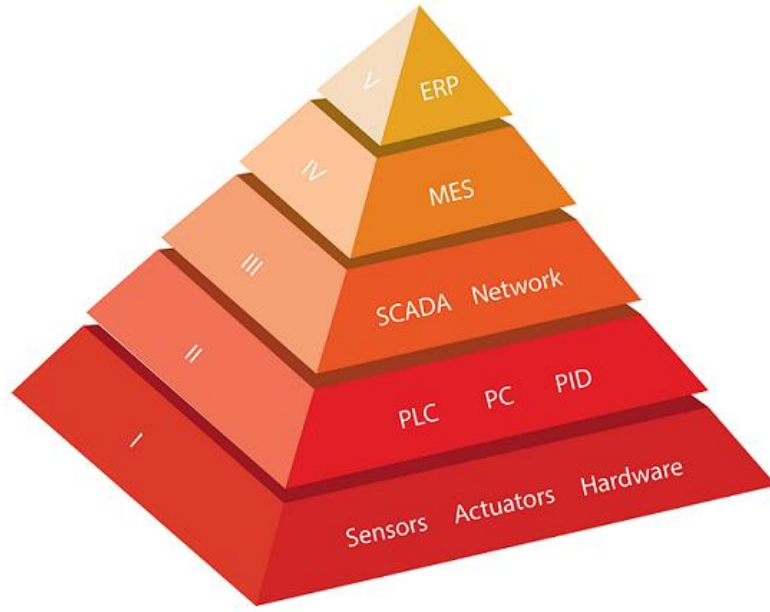 V
ERP
IV
MES
III
SCADA Network
II
PLC PC PID
I
Sensors Actuators Hardware